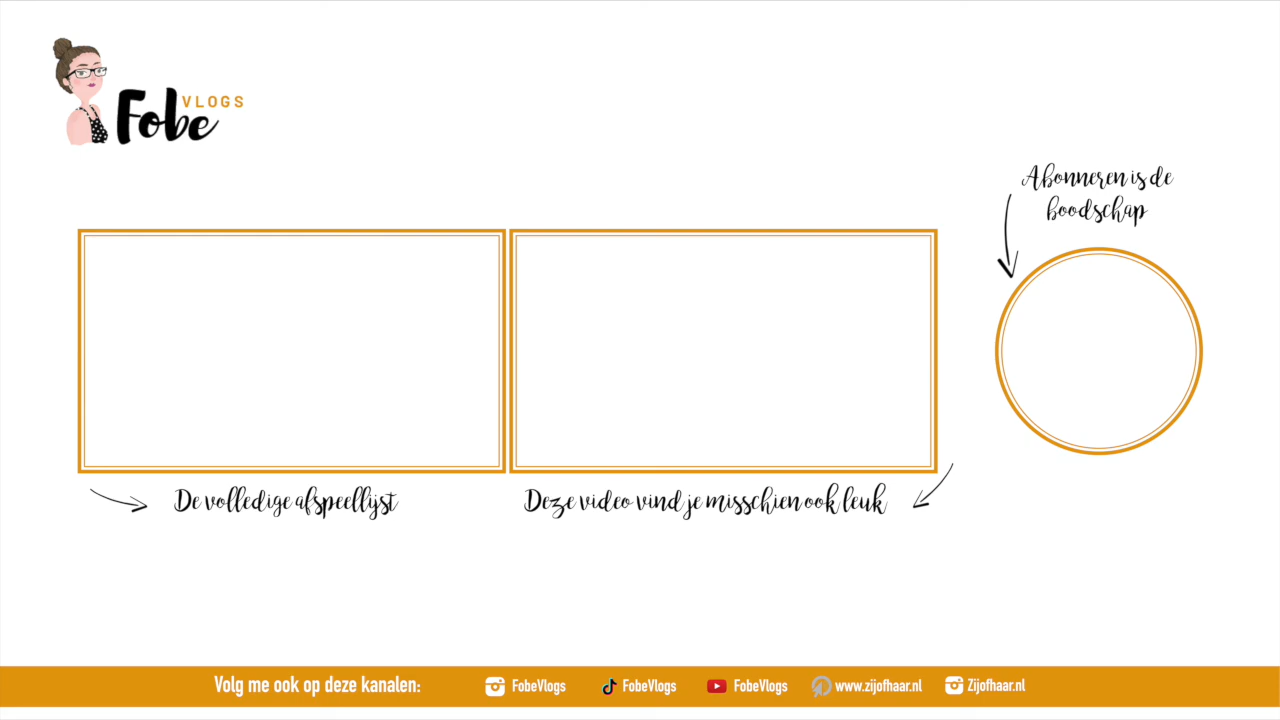 Fobe VLOGS
Abonneren is de
boodschap
De volledige afspeellijst
Deze video vind je misschien ook leuk
Volg me ook op deze kanalen: FobeVlogs FobeVlogs FobeVlogs www.zijofhaar.nl Zijofhaar.nl